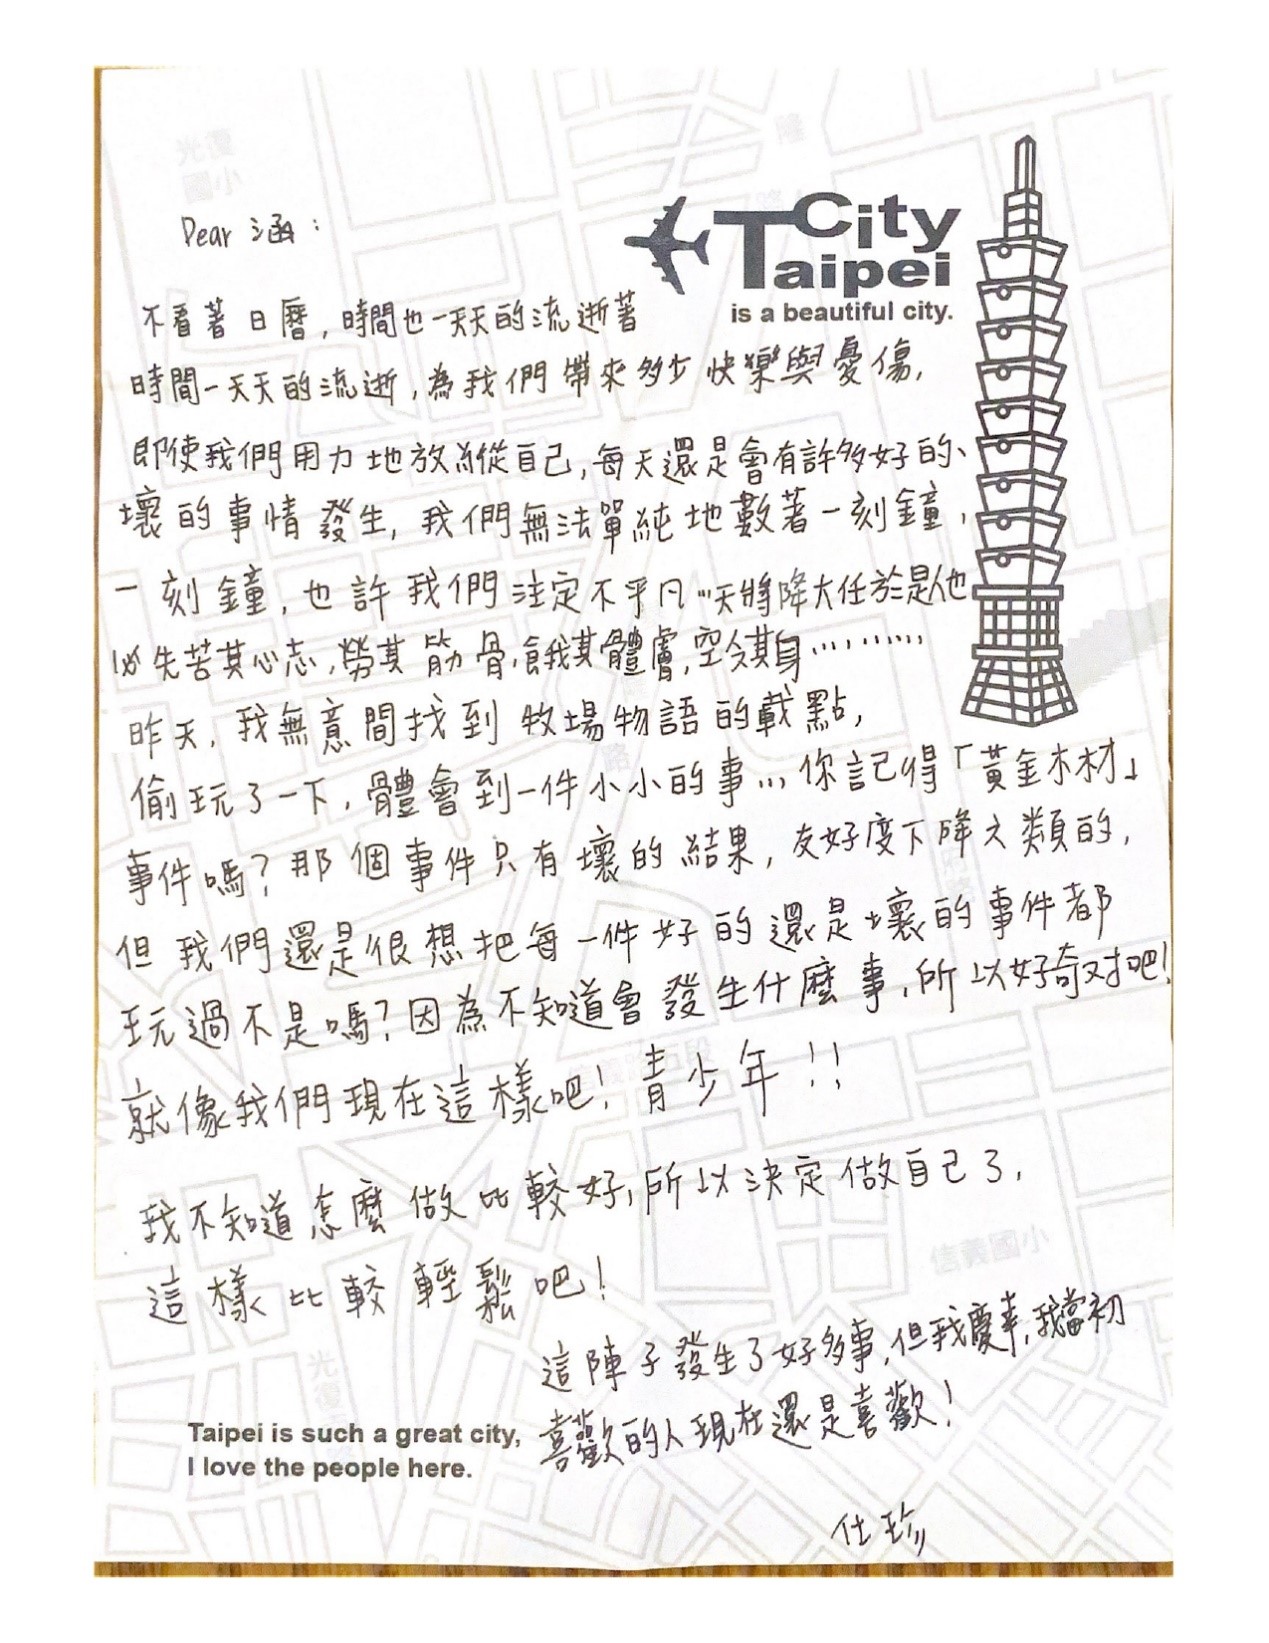 光復
國小
隆
Dear 涵：
City
Taipei
is a beautiful city.
不看著日曆，時間也一天天的流逝著
時間一天天的流逝，為我們帶來多少快樂與憂傷，
即使我們用力地放縱自己，每天還是會有許多好的、
壞的事情發生，我們無法單純地數著一刻鐘，
一刻鐘，也許我們注定不平凡…天將降大任於是他
必先苦其心志，勞其筋骨，餓其體膚，空乏其身………
昨天，我無意間找到牧場物語的載點，
偷玩了一下，體會到一件小小的事…你記得「黃金木材」
事件嗎？那個事件只有壞的結果，友好度下降之類的，
但我們還是很想把每一件好的還是壞的事件都
玩過不是嗎？因為不知道會發生什麼事，所以好奇對吧！
信義路五段
就像我們現在這樣吧！青少年！！
我不知道怎麼做比較好，所以決定做自己了，
信義國小
這樣比較輕鬆吧！
這陣子發生了好多事，但我慶幸，我當初
喜歡的人現在還是喜歡！
光復
Taipei is such a great city,
I love the people here.
仕珍